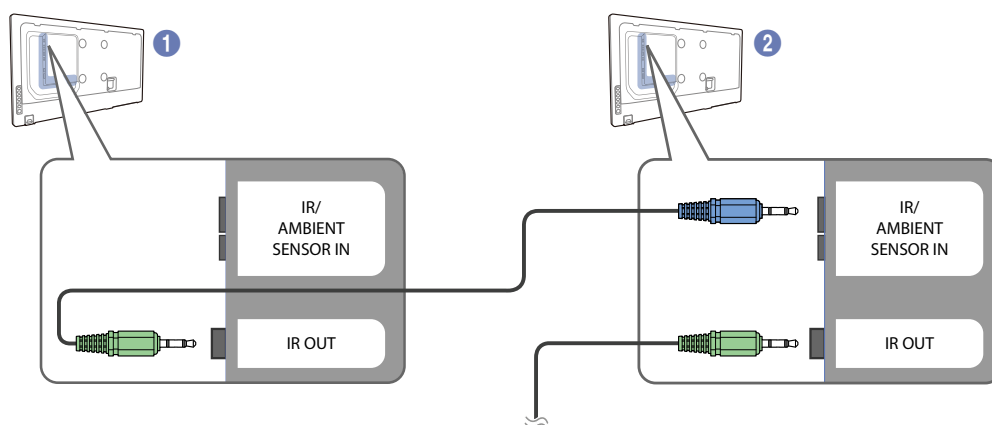 1
2
IR/
AMBIENT
SENSOR IN
IR OUT
IR/
AMBIENT
SENSOR IN
IR OUT